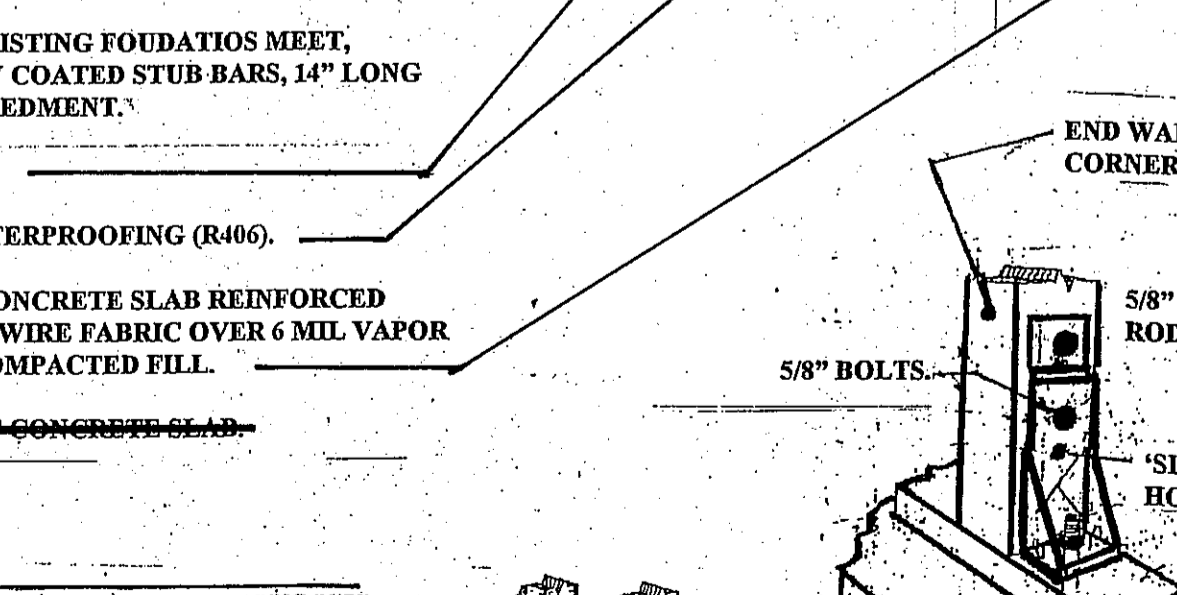 ISTING FOUDATIOS MEET,
COATED STUB BARS, 14” LONG
EDMENT.
TERPROOFING (R406).
ONCRETE SLAB REINFORCED
WIRE FABRIC OVER 6 MIL VAPOR
OMPACTED FILL.
CONCRETE SLAB.
END WAL
CORNER
5/8”
ROD
5/8” BOLTS.
‘SI
HO